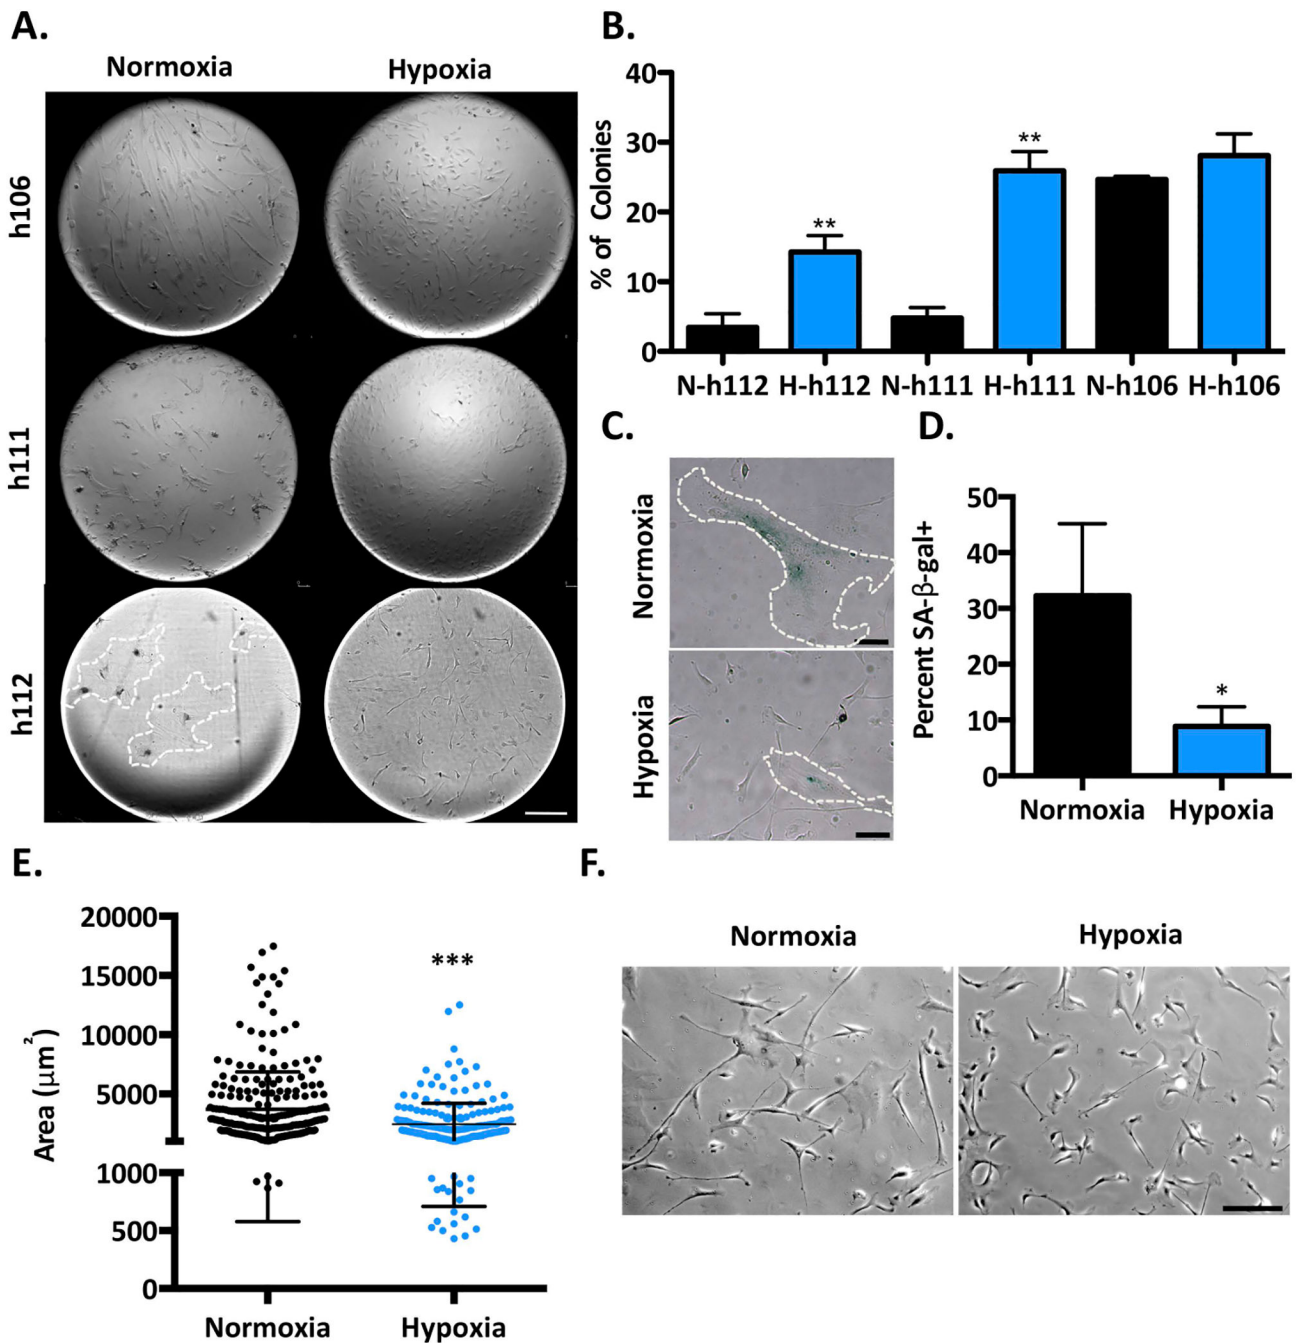 A.
Normoxia
Hypoxia
h106
h111
h112
B.
% of Colonies
40
30
20
10
0
**
**
N-h112
H-h112
N-h111
H-h111
N-h106
H-h106
C.
Normoxia
Hypoxia
D.
Percent SA-β-gal+
50
40
30
20
10
0
*
Normoxia
Hypoxia
E.
Area (μm²)
20000
15000
10000
5000
1000
500
0
***
Normoxia
Hypoxia
F.
Normoxia
Hypoxia